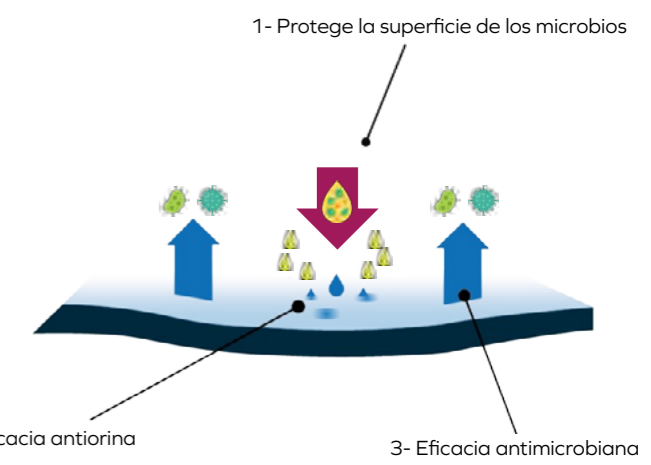 1- Protege la superficie de los microbios
cacia antiorina
3- Eficacia antimicrobiana